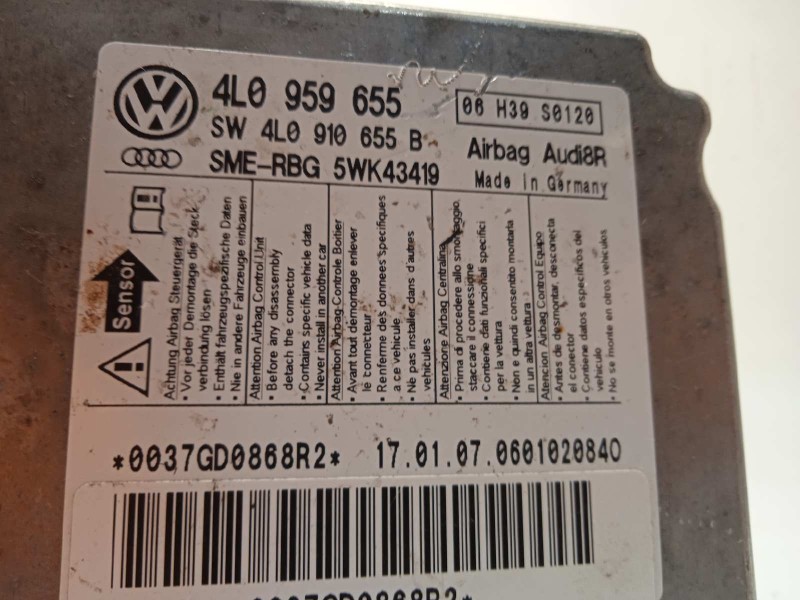 4L0 959 655
06 H39 S0120
SW 4L0 910 655 B
Airbag Audi8R
SME-RBG 5WK43419
Made in Germany
Sensor
Achtung Airbag Steuergerät
• Vor jeder Demontage die Steck
verbindung lösen
• Enthält fahrzeugspezifische Daten
• Nie in andere Fahrzeuge einbauen
Attention Airbag Control Unit
• Before any disassembly
detach the connector
• Contains specific vehicle data
• Never install in another car
Attention Airbag-Controle Boitier
• Avant tout démontage enlever
lé connecteur
• Renferme des données spécifiques
a ce véhicule
• Ne pas installer dans d'autres
véhicules
Attenzione Airbag Centralina
• Prima di procedere allo smontaggio
staccare il connessione
• Contiene dati funzionali specifici
per la vettura
• Non e quindi consentito montarla
in un altra vettura
Atencion Airbag Control Equipo
• Antes de desmontar, desconecta
el conector
• Contiene datos específicos del
vehiculo
• No se monte en otros vehiculos
*0037GD0868R2*
17.01.07.0601020840
0037GD0868R2*